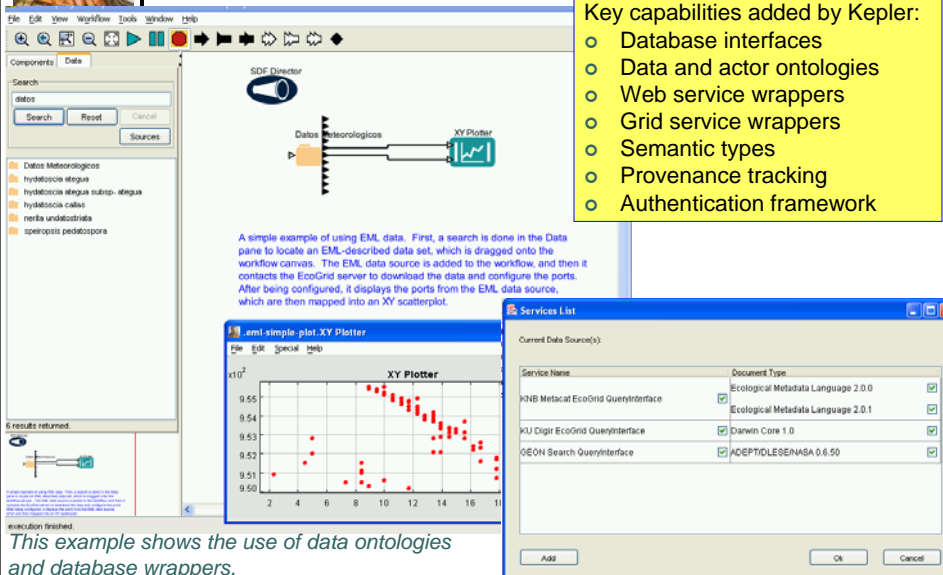 File Edit View Workflow Tools Window Help
Components Data
Search
datos
Search Reset Cancel
Sources
Datos Meteorologicos
hydatoscia ategua
hydatoscia ategua subsp- ategua
hydatoscia callas
nerita undatostriata
speiropsis pedatospora
6 results returned.
execution finished.
SDF Director
Datos Meteorologicos
XY Plotter
A simple example of using EML data. First, a search is done in the Data
pane to locate an EML-described data set, which is dragged onto the
workflow canvas. The EML data source is added to the workflow, and then it
contacts the EcoGrid server to download the data and configure the ports.
After being configured, it displays the ports from the EML data source,
which are then mapped into an XY scatterplot.
Key capabilities added by Kepler:
Database interfaces
Data and actor ontologies
Web service wrappers
Grid service wrappers
Semantic types
Provenance tracking
Authentication framework
.eml-simple-plot.XY Plotter
File Edit Special Help
x10^2
XY Plotter
9.55
9.54
9.53
9.52
9.51
9.50
2 4 6 8 10 12 14 16
Services List
Current Data Source(s):
Service Name Document Type
KNB Metacat EcoGrid QueryInterface
Ecological Metadata Language 2.0.0
Ecological Metadata Language 2.0.1
KU Digir EcoGrid QueryInterface Darwin Core 1.0
GEON Search QueryInterface ADEPT/DLESE/NASA 0.6.50
Add Ok Cancel
This example shows the use of data ontologies
and database wrappers.